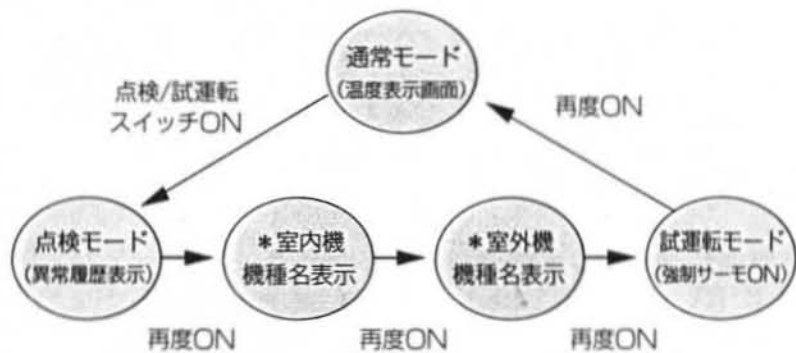 通常モード
(温度表示画面)
点検/試運転
スイッチON
再度ON
点検モード
(異常履歴表示)
*室内機
機種名表示
*室外機
機種名表示
試運転モード
(強制サーモON)
再度ON
再度ON
再度ON